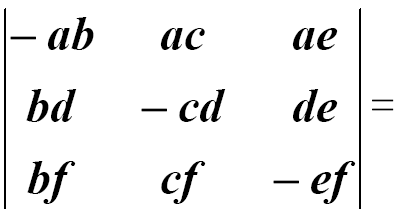 − ab ac ae
bd − cd de =
bf cf − ef